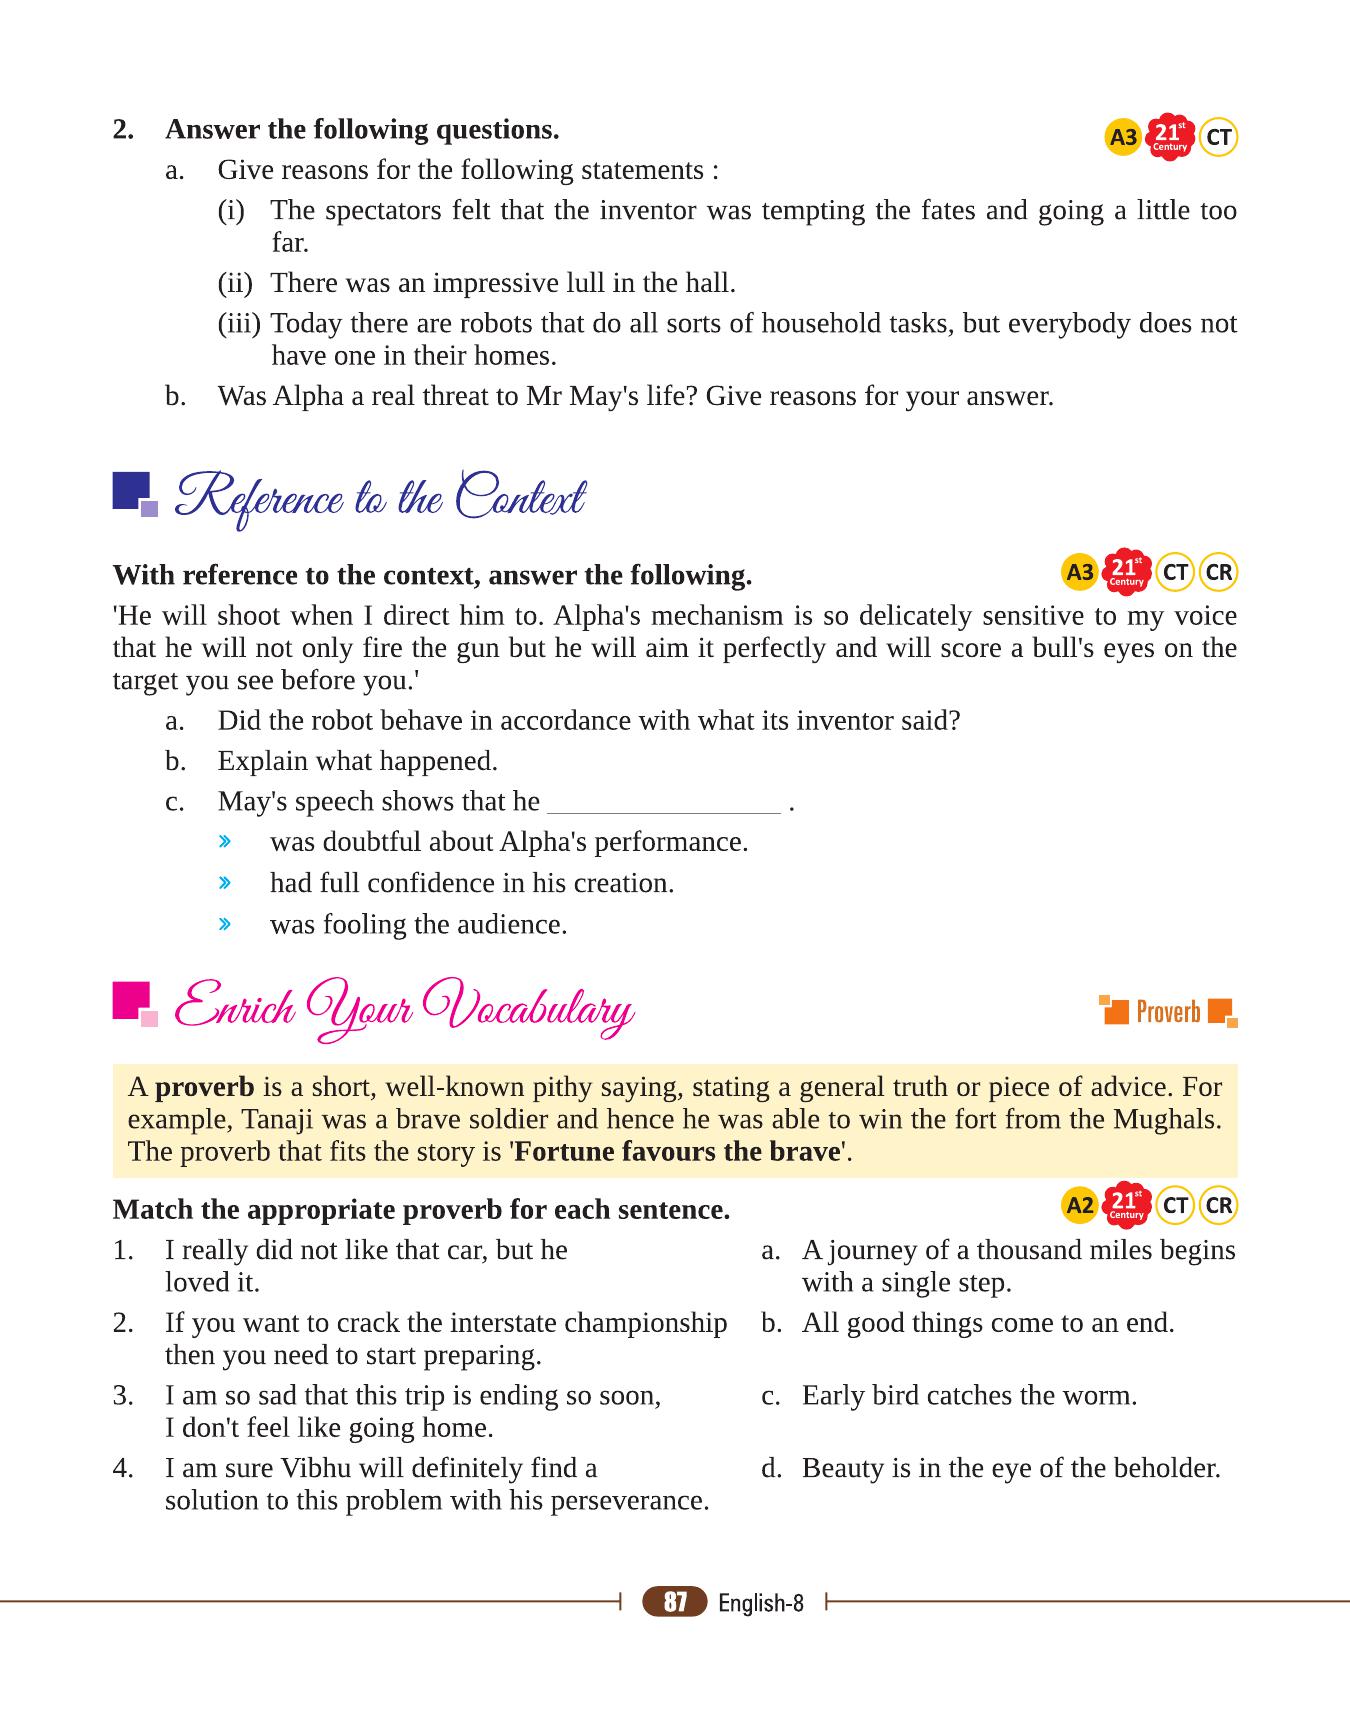 2. Answer the following questions. A3 21st Century CT
a. Give reasons for the following statements :
(i) The spectators felt that the inventor was tempting the fates and going a little too
far.
(ii) There was an impressive lull in the hall.
(iii) Today there are robots that do all sorts of household tasks, but everybody does not
have one in their homes.
b. Was Alpha a real threat to Mr May's life? Give reasons for your answer.
Reference to the Context
With reference to the context, answer the following. A3 21st Century CT CR
'He will shoot when I direct him to. Alpha's mechanism is so delicately sensitive to my voice
that he will not only fire the gun but he will aim it perfectly and will score a bull's eyes on the
target you see before you.'
a. Did the robot behave in accordance with what its inventor said?
b. Explain what happened.
c. May's speech shows that he ________________ .
» was doubtful about Alpha's performance.
» had full confidence in his creation.
» was fooling the audience.
Enrich Your Vocabulary Proverb
A proverb is a short, well-known pithy saying, stating a general truth or piece of advice. For
example, Tanaji was a brave soldier and hence he was able to win the fort from the Mughals.
The proverb that fits the story is 'Fortune favours the brave'.
Match the appropriate proverb for each sentence. A2 21st Century CT CR
1. I really did not like that car, but he a. A journey of a thousand miles begins
loved it. with a single step.
2. If you want to crack the interstate championship b. All good things come to an end.
then you need to start preparing.
3. I am so sad that this trip is ending so soon, c. Early bird catches the worm.
I don't feel like going home.
4. I am sure Vibhu will definitely find a d. Beauty is in the eye of the beholder.
solution to this problem with his perseverance.
87 English-8